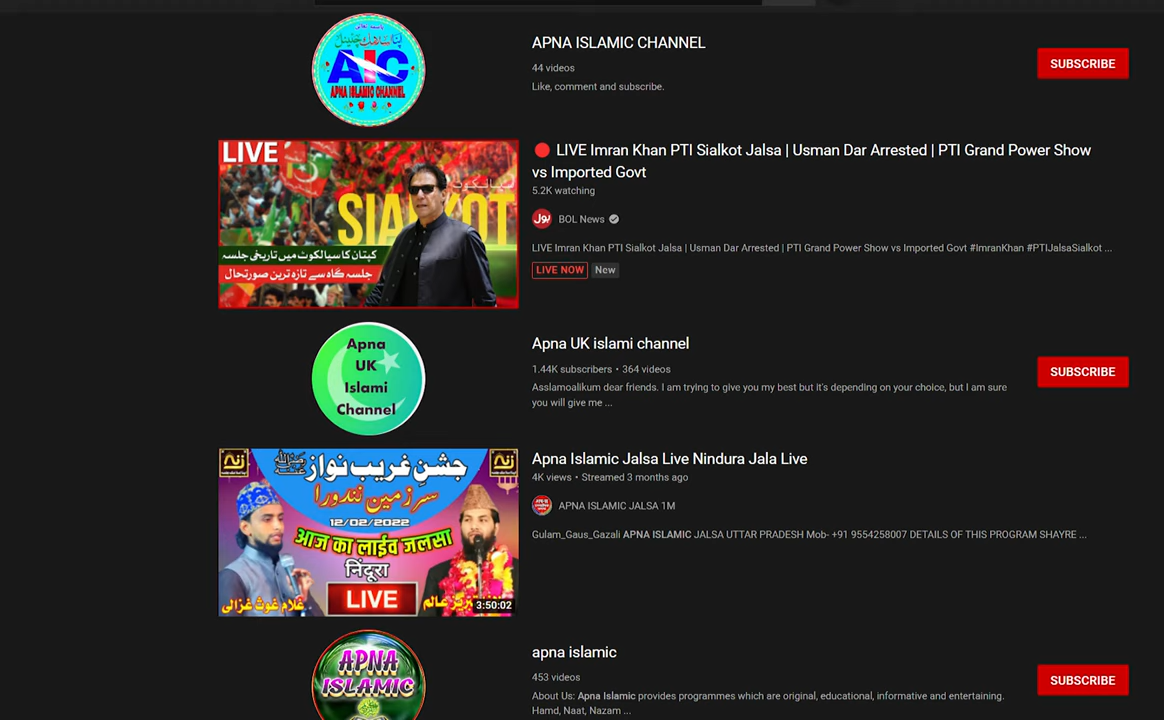 APNA ISLAMIC CHANNEL
44 videos
Like, comment and subscribe.
SUBSCRIBE
AIC
APNA ISLAMIC CHANNEL
LIVE
SIALKOT
کپتان کا سیالکوٹ میں تاریخی جلسہ
جلسہ گاہ سے تازہ ترین صورتحال
LIVE Imran Khan PTI Sialkot Jalsa | Usman Dar Arrested | PTI Grand Power Show
vs Imported Govt
5.2K watching
بول
BOL News
LIVE Imran Khan PTI Sialkot Jalsa | Usman Dar Arrested | PTI Grand Power Show vs Imported Govt #ImranKhan #PTIJalsaSialkot ...
LIVE NOW
New
Apna
UK
Islami
Channel
Apna UK islami channel
1.44K subscribers • 364 videos
Asslamoalikum dear friends. I am trying to give you my best but it's depending on your choice, but I am sure
you will give me ...
SUBSCRIBE
جشنِ غریب نواز
سرزمین نندورا
12/02/2022
आज का लाईव जलसा
निंदूरा
LIVE
غلام غوث غزالی
3:50:02
Apna Islamic Jalsa Live Nindura Jala Live
4K views • Streamed 3 months ago
APNA ISLAMIC JALSA 1M
Gulam_Gaus_Gazali APNA ISLAMIC JALSA UTTAR PRADESH Mob- +91 9554258007 DETAILS OF THIS PROGRAM SHAYRE ...
APNA
ISLAMIC
apna islamic
453 videos
About Us: Apna Islamic provides programmes which are original, educational, informative and entertaining.
Hamd, Naat, Nazam ...
SUBSCRIBE